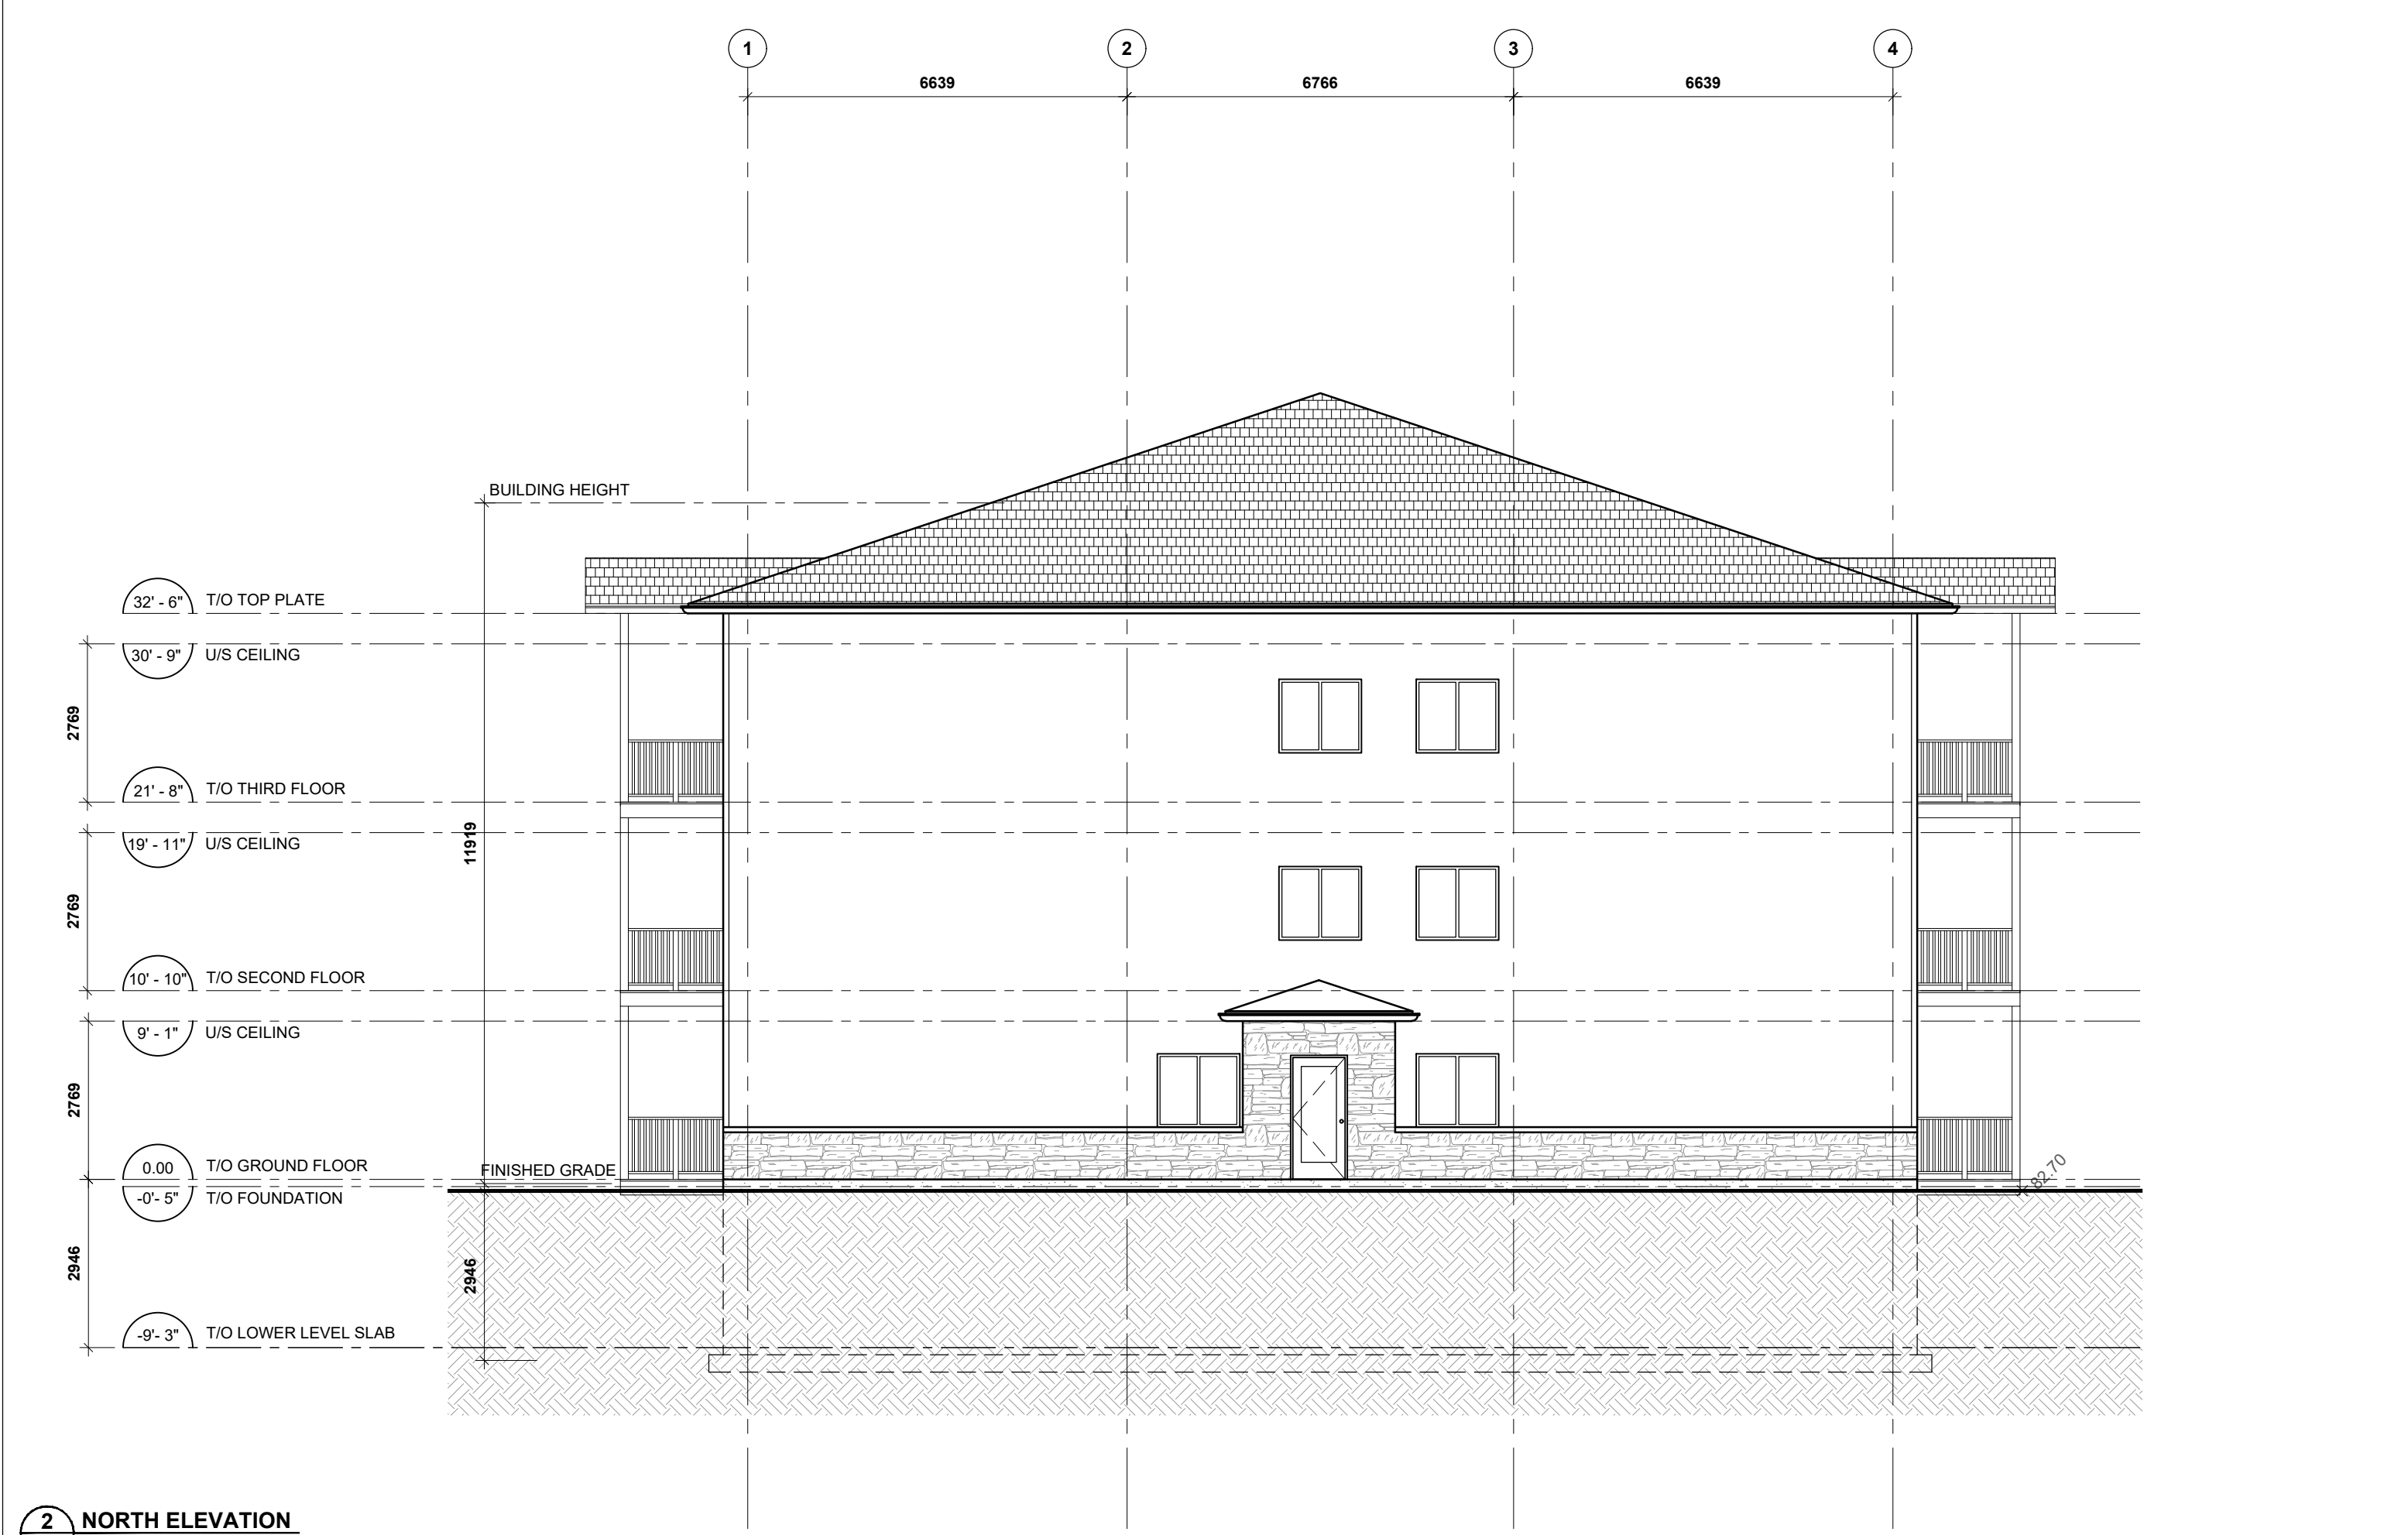 1
2
3
4
6639
6766
6639
BUILDING HEIGHT
32' - 6" T/O TOP PLATE
30' - 9" U/S CEILING
2769
21' - 8" T/O THIRD FLOOR
19' - 11" U/S CEILING
11919
2769
10' - 10" T/O SECOND FLOOR
9' - 1" U/S CEILING
2769
0.00 T/O GROUND FLOOR
FINISHED GRADE
82.70
-0'- 5" T/O FOUNDATION
2946
2946
-9'- 3" T/O LOWER LEVEL SLAB
2 NORTH ELEVATION